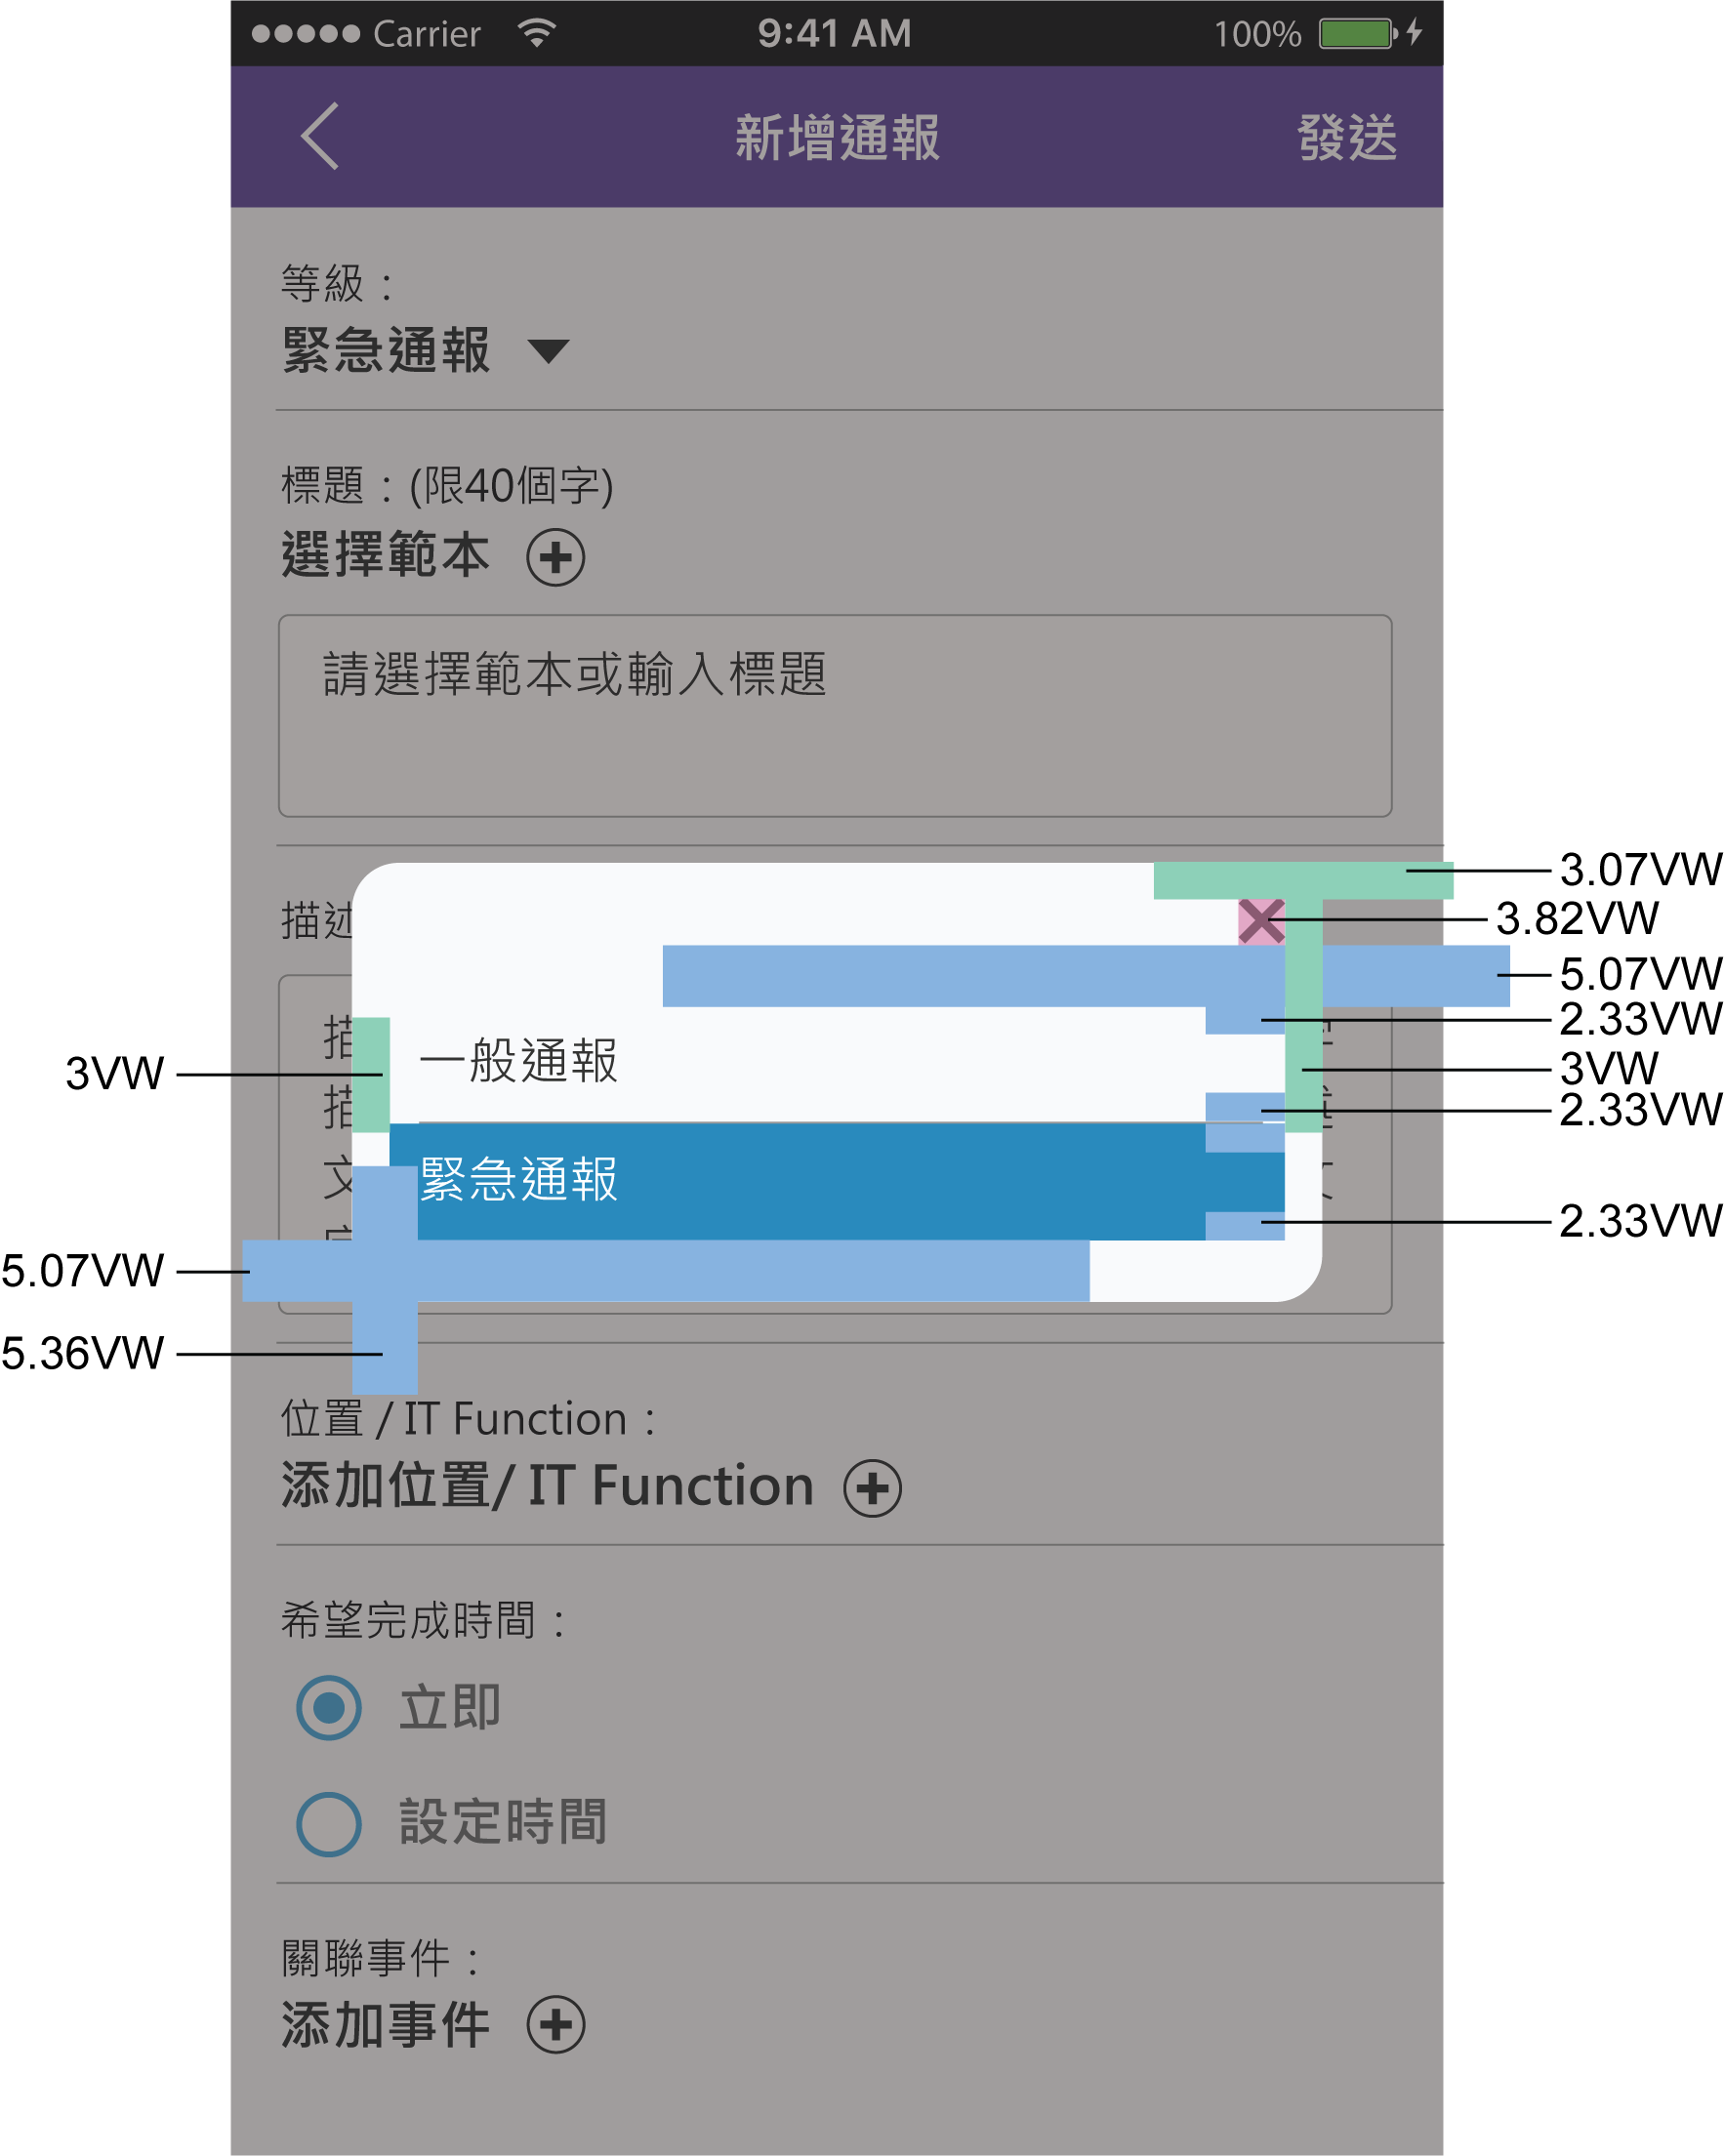 Carrier 9:41 AM 100%
新增通報 發送
等級：
緊急通報
標題：(限40個字)
選擇範本
請選擇範本或輸入標題
3.07VW
描述
3.82VW
5.07VW
2.33VW
描
一般通報
3VW
3VW
描
2.33VW
文
緊急通報
2.33VW
5.07VW
5.36VW
位置 / IT Function：
添加位置/ IT Function
希望完成時間：
立即
設定時間
關聯事件：
添加事件